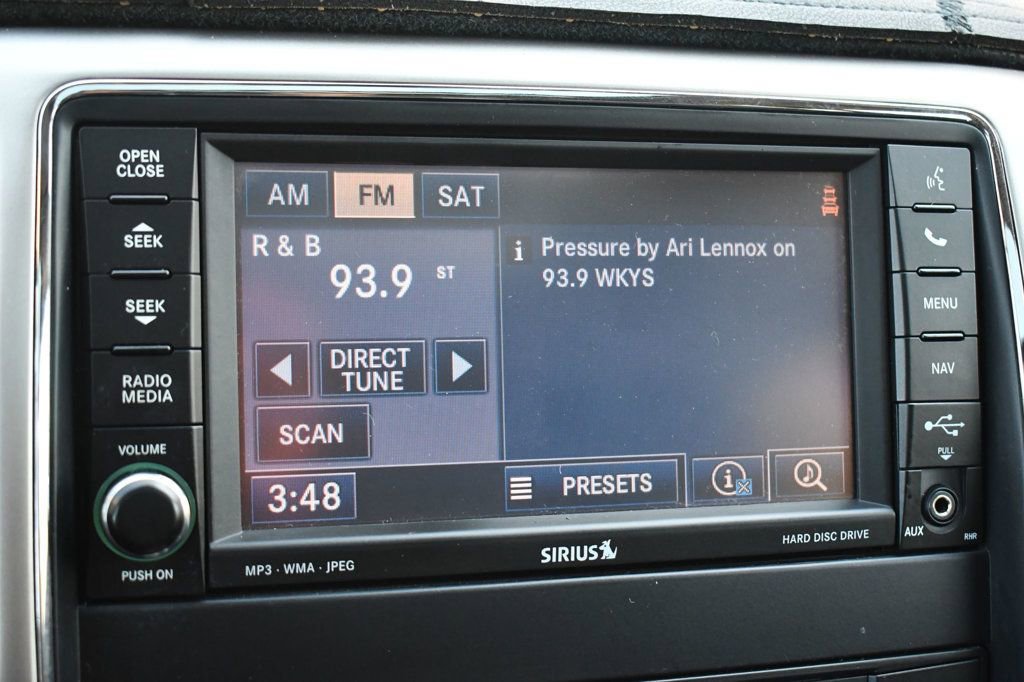 OPEN
CLOSE
SEEK
SEEK
RADIO
MEDIA
VOLUME
PUSH ON
AM FM SAT
R & B
93.9 ST
DIRECT
TUNE
SCAN
3:48
i Pressure by Ari Lennox on
93.9 WKYS
PRESETS
i
MENU
NAV
PULL
AUX
RHR
MP3 · WMA · JPEG
SIRIUS
HARD DISC DRIVE